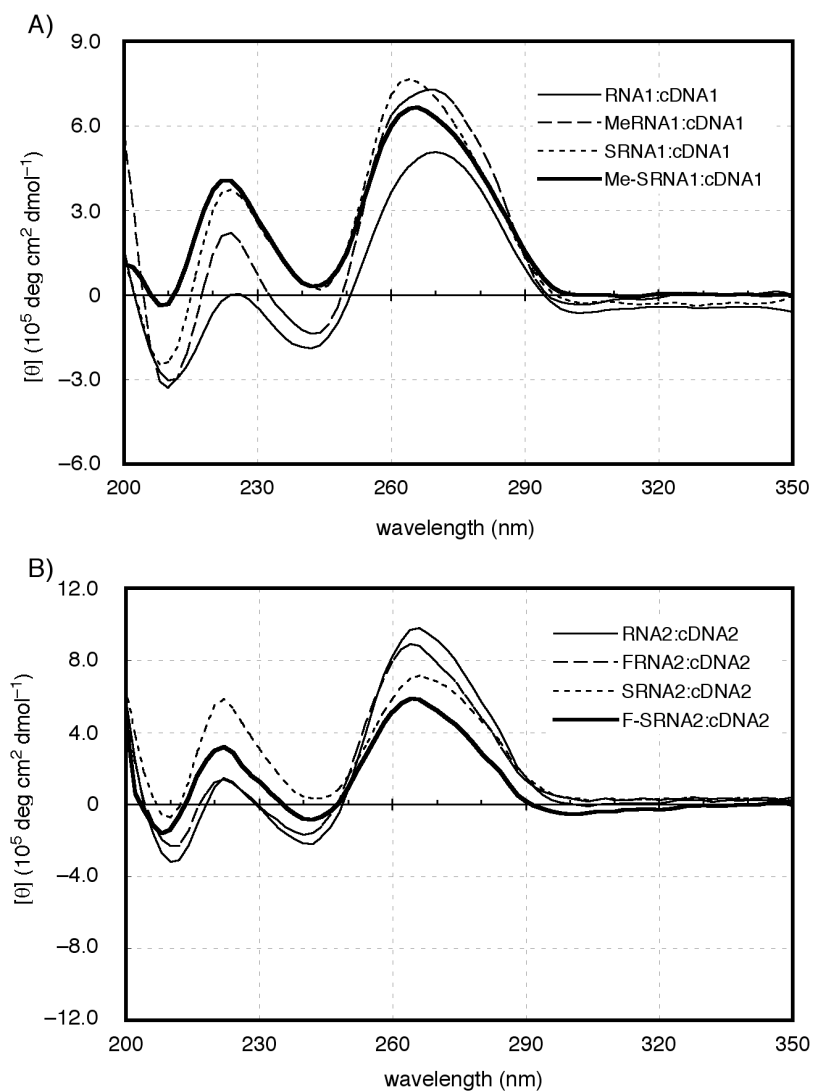 A)
9.0
6.0
3.0
0
−3.0
−6.0
[θ] (10⁵ deg cm² dmol⁻¹)
RNA1:cDNA1
MeRNA1:cDNA1
SRNA1:cDNA1
Me-SRNA1:cDNA1
200 230 260 290 320 350
wavelength (nm)
B)
12.0
8.0
4.0
0
−4.0
−8.0
−12.0
[θ] (10⁵ deg cm² dmol⁻¹)
RNA2:cDNA2
FRNA2:cDNA2
SRNA2:cDNA2
F-SRNA2:cDNA2
200 230 260 290 320 350
wavelength (nm)